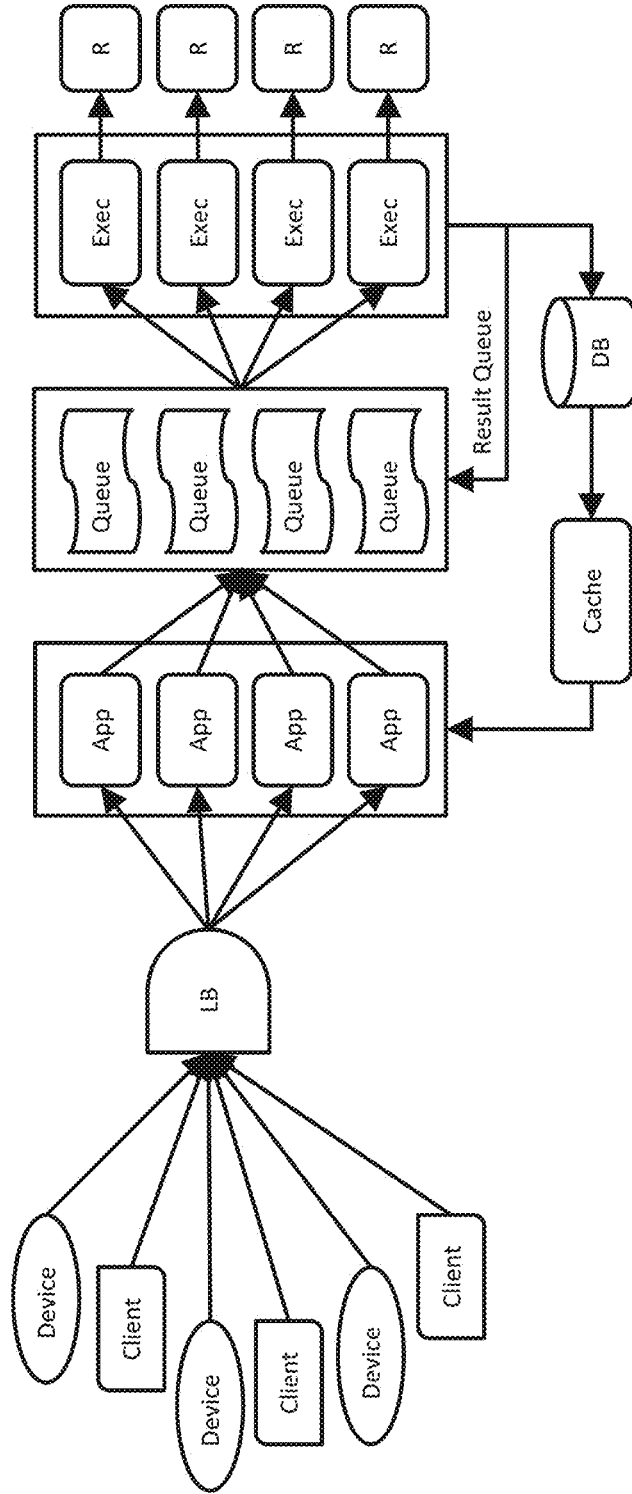 Device
Client
Device
Client
Device
Client
LB
App
App
App
App
Queue
Queue
Queue
Queue
Exec
Exec
Exec
Exec
R
R
R
R
Result Queue
DB
Cache